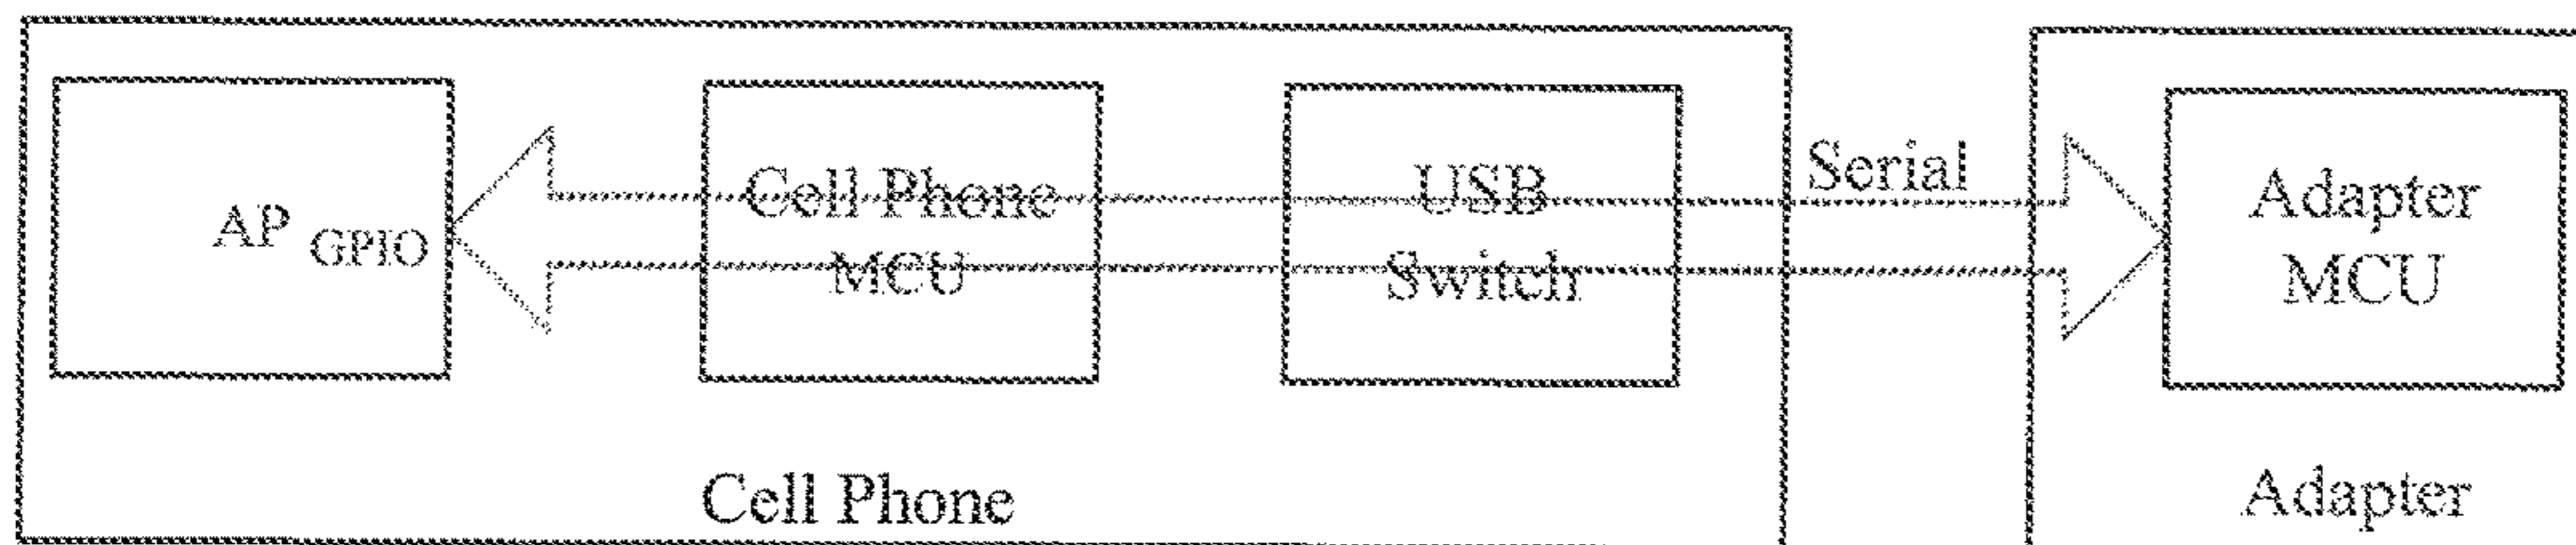 AP GPIO
Cell Phone
MCU
USB
Switch
Serial
Adapter
MCU
Cell Phone
Adapter